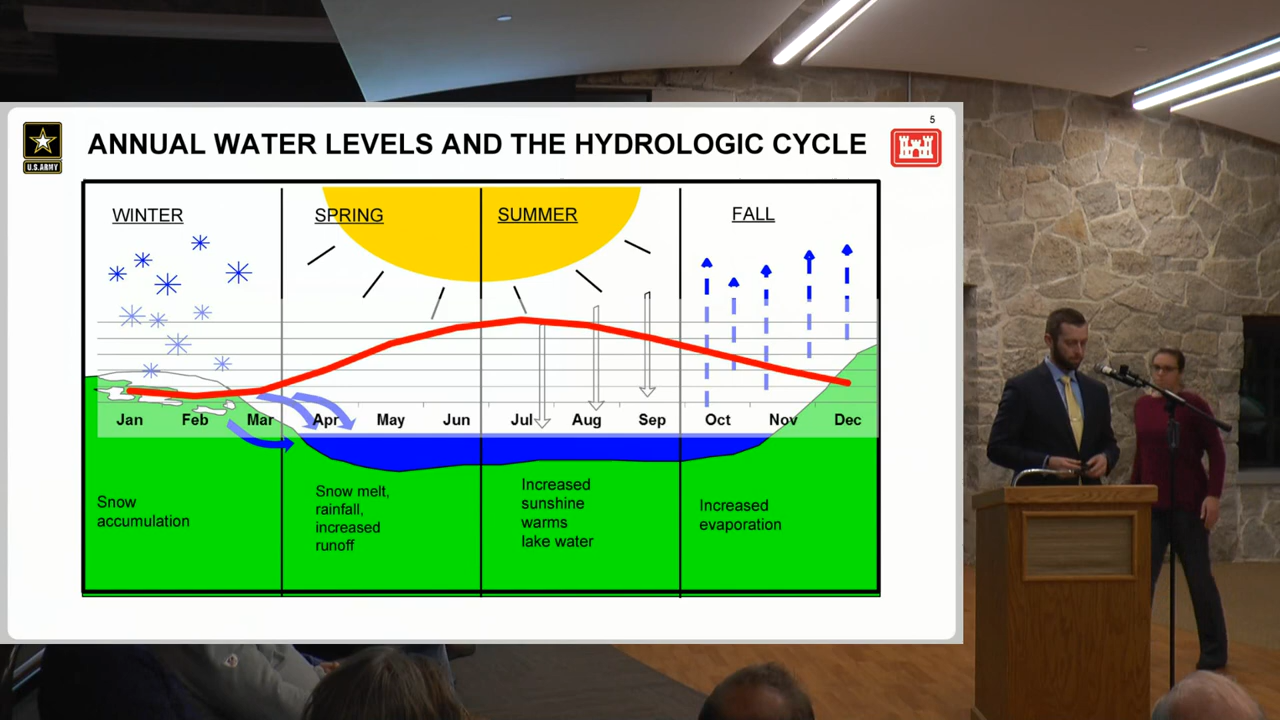 5
ANNUAL WATER LEVELS AND THE HYDROLOGIC CYCLE
U.S.ARMY
WINTER
SPRING
SUMMER
FALL
Jan Feb Mar Apr May Jun Jul Aug Sep Oct Nov Dec
Snow
accumulation
Snow melt,
rainfall,
increased
runoff
Increased
sunshine
warms
lake water
Increased
evaporation